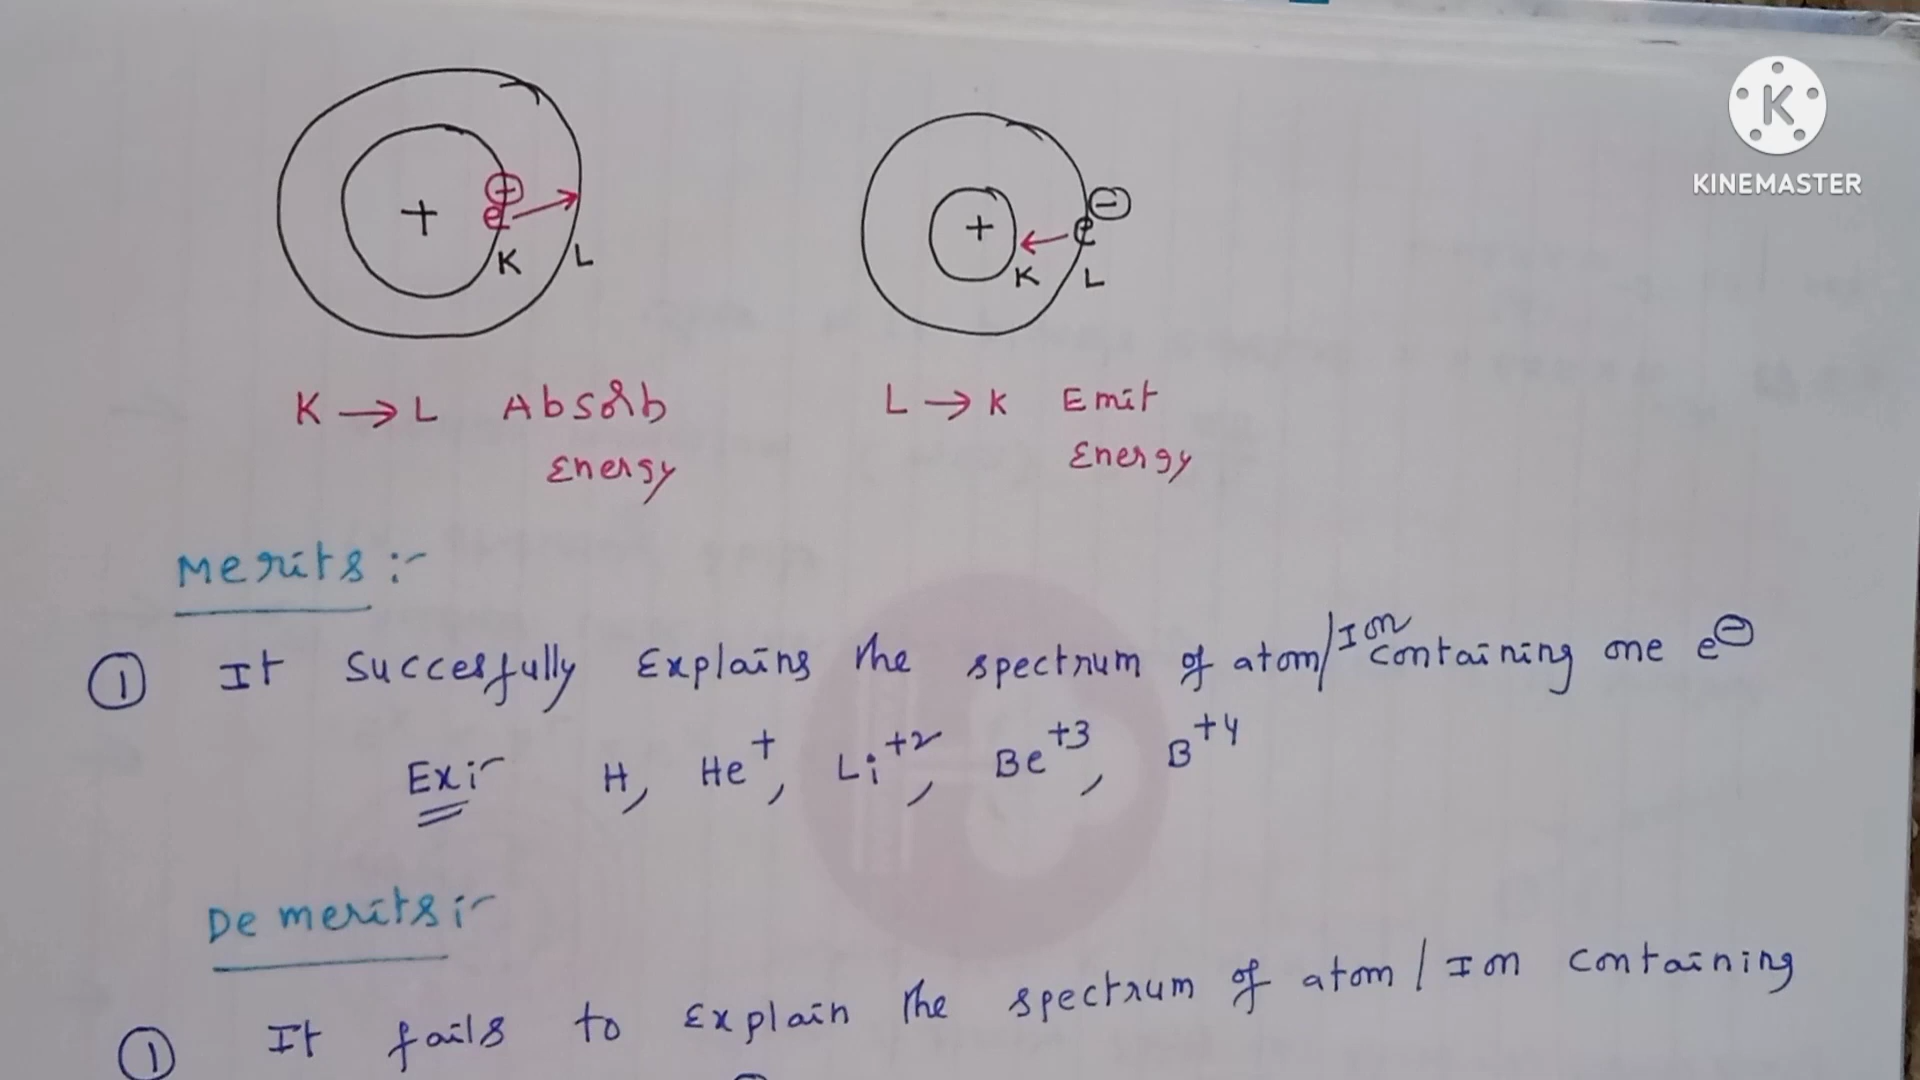 K
KINEMASTER
+ e⊖ K L
+ e⊖ K L
K → L Absorb Energy
L → K Emit Energy
Merits :-
① It Succesfully Explains the spectrum of atom/Ion containing one e⊖
Ex:- H, He⁺, Li⁺², Be⁺³, B⁺⁴
Demerits :-
① It fails to Explain the spectrum of atom / Ion containing